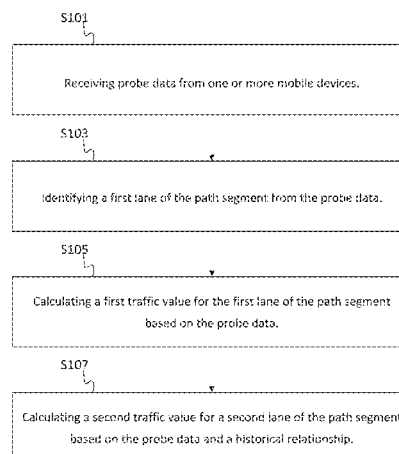 S101
Receiving probe data from one or more mobile devices.
S103
Identifying a first lane of the path segment from the probe data.
S105
Calculating a first traffic value for the first lane of the path segment
based on the probe data.
S107
Calculating a second traffic value for a second lane of the path segment
based on the probe data and a historical relationship.